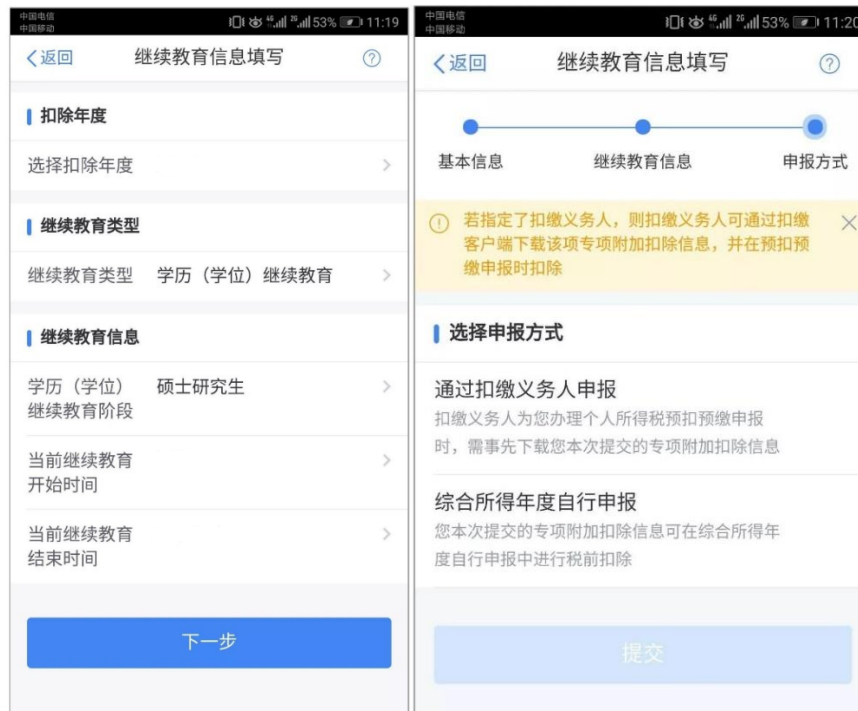 中国电信
中国移动
46 26 53% 11:19
返回 继续教育信息填写
扣除年度
选择扣除年度
继续教育类型
继续教育类型 学历（学位）继续教育
继续教育信息
学历（学位） 硕士研究生
继续教育阶段
当前继续教育
开始时间
当前继续教育
结束时间
下一步
中国电信
中国移动
46 26 53% 11:20
返回 继续教育信息填写
基本信息 继续教育信息 申报方式
若指定了扣缴义务人，则扣缴义务人可通过扣缴
客户端下载该项专项附加扣除信息，并在预扣预
缴申报时扣除
选择申报方式
通过扣缴义务人申报
扣缴义务人为您办理个人所得税预扣预缴申报
时，需事先下载您本次提交的专项附加扣除信息
综合所得年度自行申报
您本次提交的专项附加扣除信息可在综合所得年
度自行申报中进行税前扣除
提交